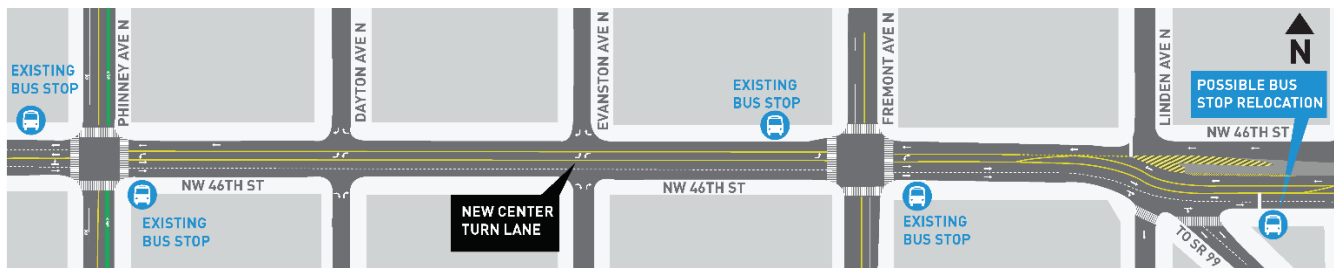 PHINNEY AVE N
EXISTING
BUS STOP
DAYTON AVE N
EVANSTON AVE N
EXISTING
BUS STOP
FREMONT AVE N
LINDEN AVE N
N
POSSIBLE BUS
STOP RELOCATION
NW 46TH ST
NW 46TH ST
NW 46TH ST
EXISTING
BUS STOP
NEW CENTER
TURN LANE
EXISTING
BUS STOP
TO SR 99